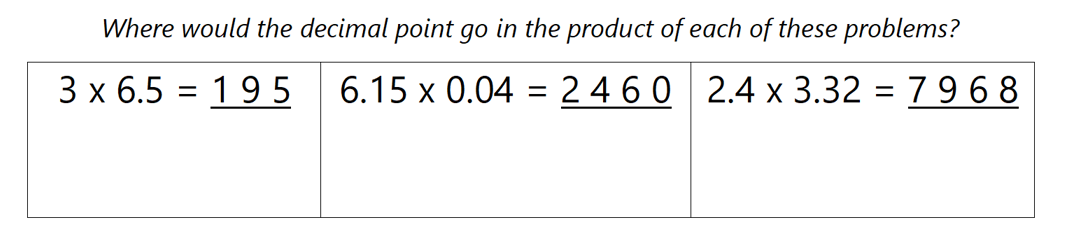 Where would the decimal point go in the product of each of these problems?
3 x 6.5 = 1 9 5
6.15 x 0.04 = 2 4 6 0
2.4 x 3.32 = 7 9 6 8